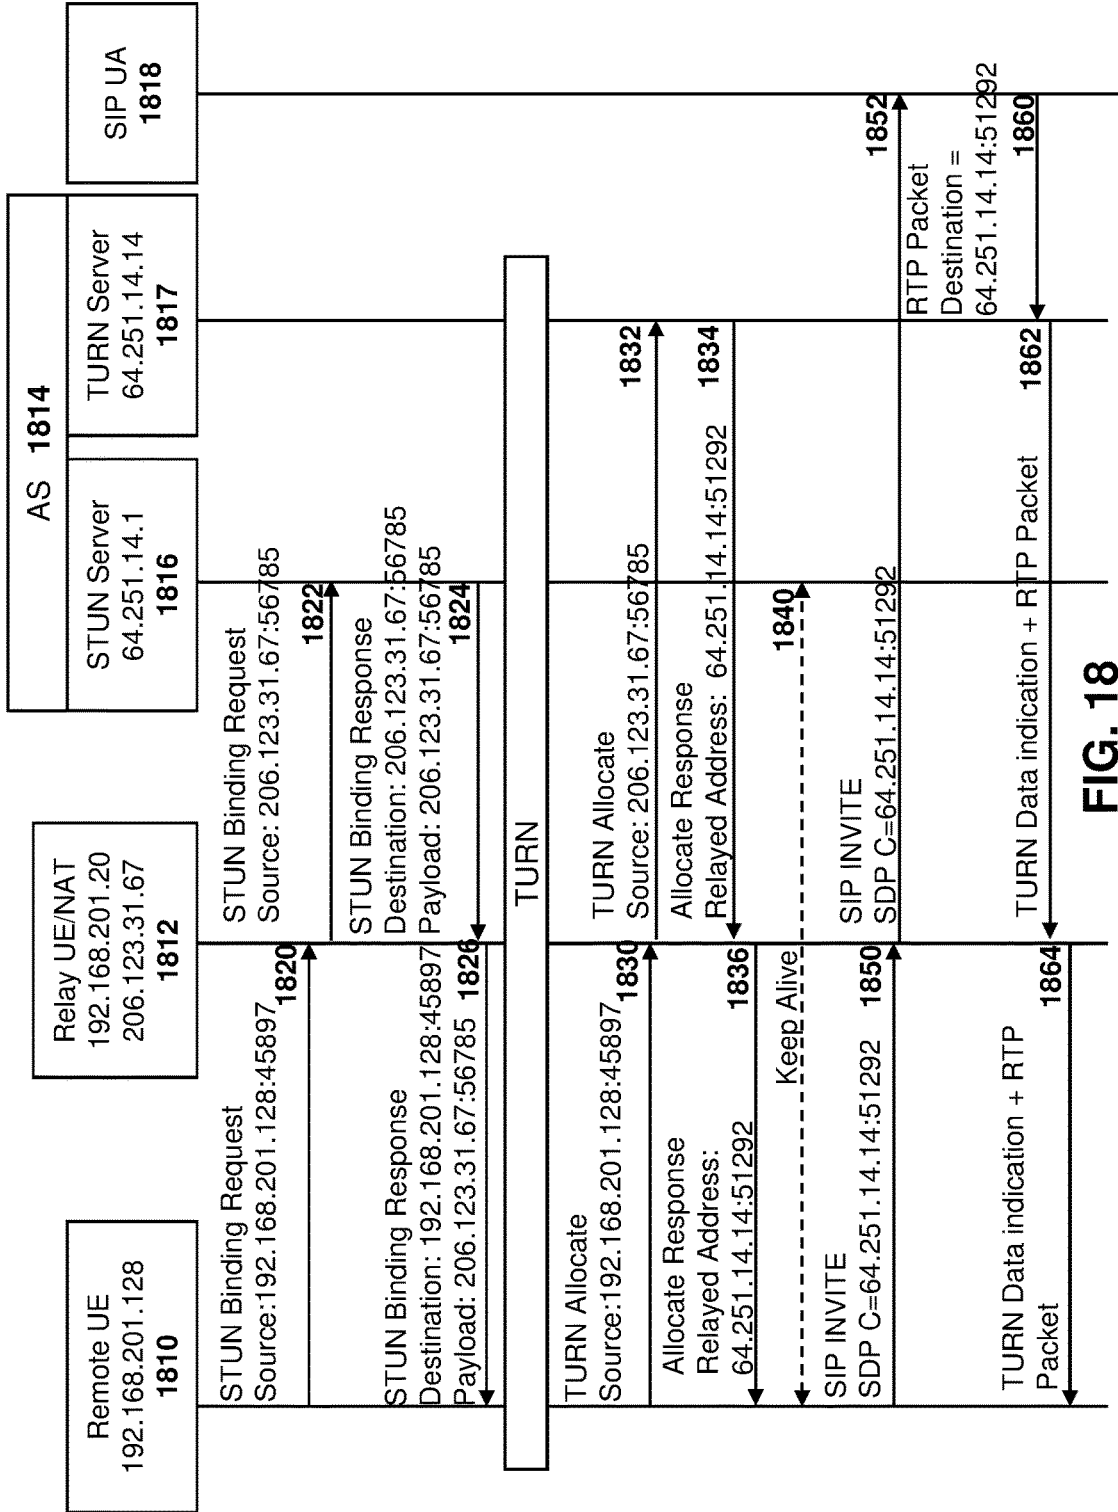 Remote UE
192.168.201.128
1810
Relay UE/NAT
192.168.201.20
206.123.31.67
1812
AS 1814
STUN Server
64.251.14.1
1816
TURN Server
64.251.14.14
1817
SIP UA
1818
STUN Binding Request
Source:192.168.201.128:45897
1820
STUN Binding Request
Source: 206.123.31.67:56785
1822
STUN Binding Response
Destination: 206.123.31.67:56785
Payload: 206.123.31.67:56785
1824
STUN Binding Response
Destination: 192.168.201.128:45897
Payload: 206.123.31.67:56785
1826
TURN
TURN Allocate
Source:192.168.201.128:45897
1830
TURN Allocate
Source: 206.123.31.67:56785
1832
Allocate Response
Relayed Address: 64.251.14.14:51292
1834
Allocate Response
Relayed Address:
64.251.14.14:51292
1836
Keep Alive
1840
SIP INVITE
SDP C=64.251.14.14:51292
1850
SIP INVITE
SDP C=64.251.14.14:51292
1852
RTP Packet
Destination =
64.251.14.14:51292
1860
TURN Data indication + RTP Packet
1862
TURN Data indication + RTP
Packet
1864
FIG. 18